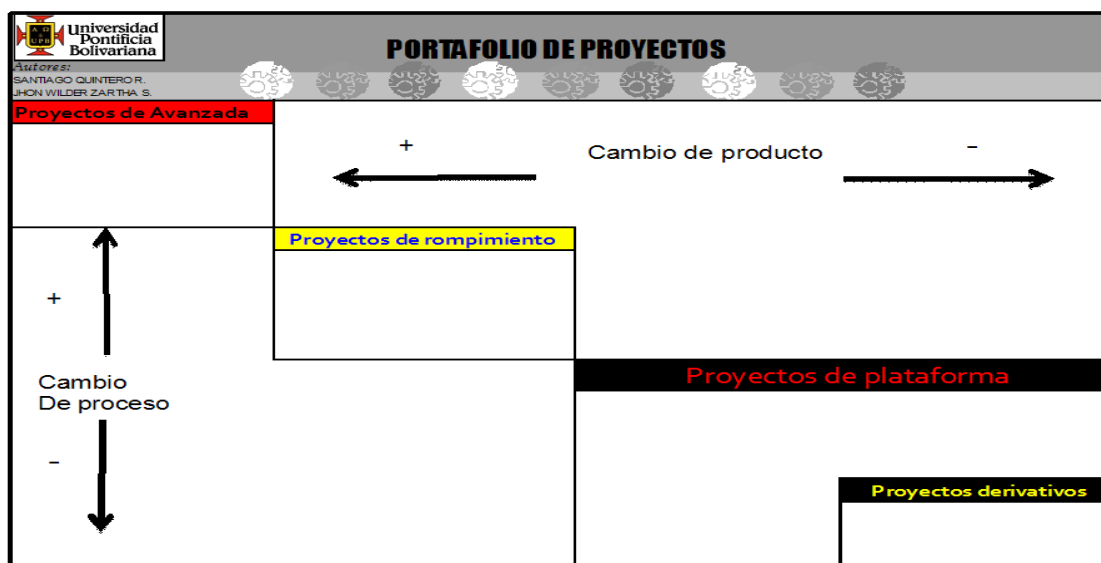 Universidad
Pontificia
Bolivariana
A Ω
UPB
PORTAFOLIO DE PROYECTOS
Autores:
SANTIAGO QUINTERO R.
JHON WILDER ZARTHA S.
Proyectos de Avanzada
+
Cambio de producto
-
Proyectos de rompimiento
+
Cambio
De proceso
-
Proyectos de plataforma
Proyectos derivativos